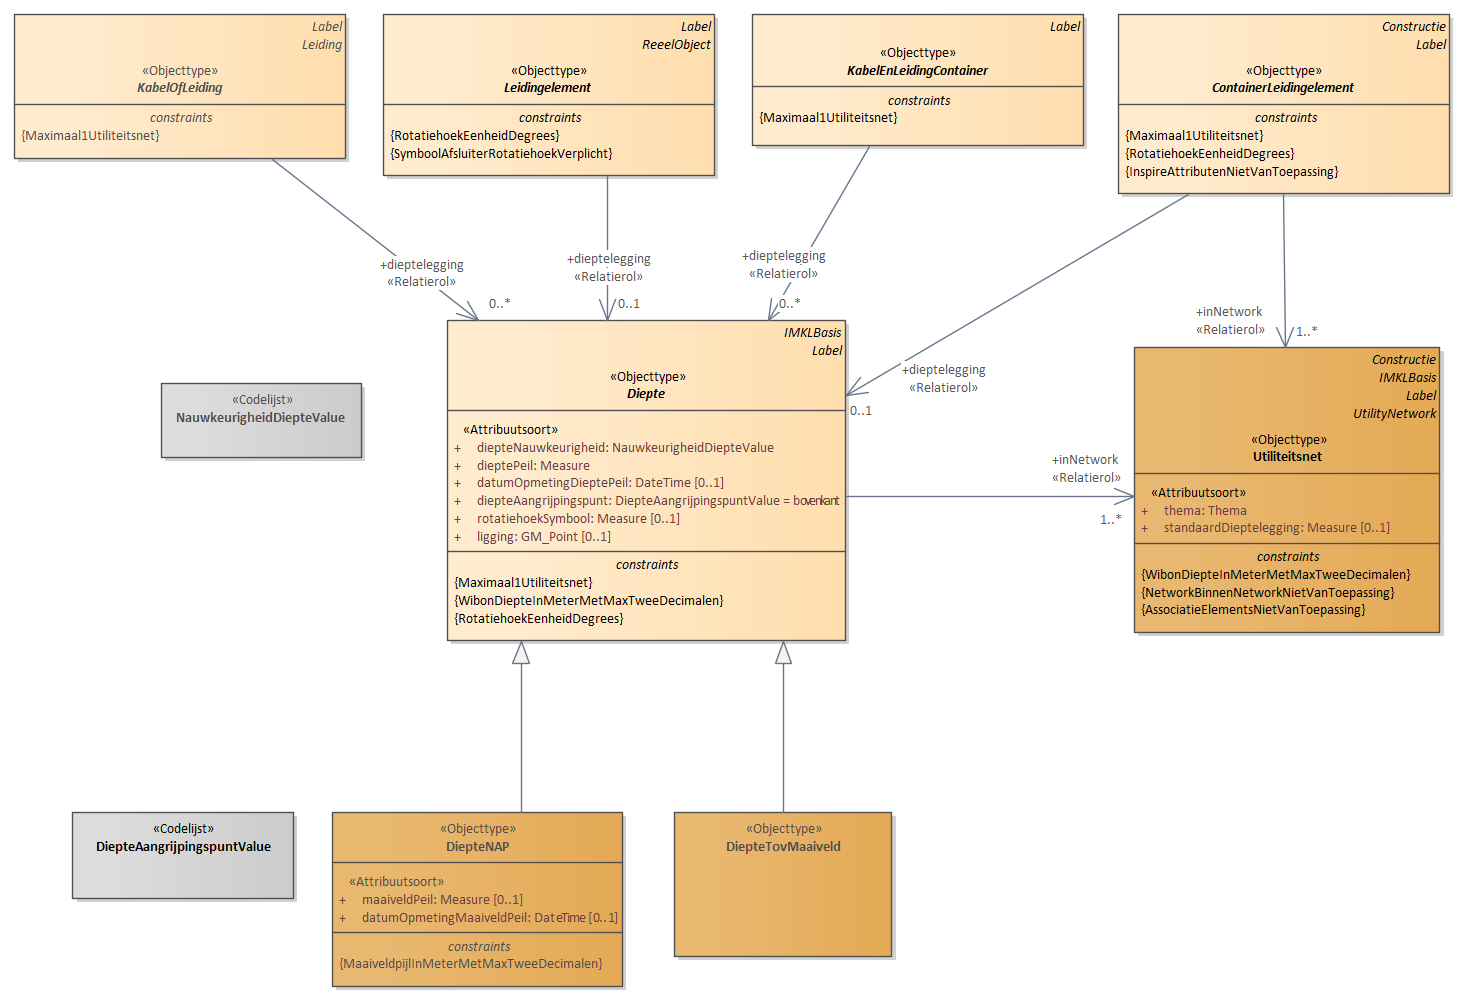 Label
Leiding
«Objecttype»
KabelOfLeiding
constraints
{Maximaal1Utiliteitsnet}
Label
ReeelObject
«Objecttype»
Leidingelement
constraints
{RotatiehoekEenheidDegrees}
{SymboolAfsluiterRotatiehoekVerplicht}
Label
«Objecttype»
KabelEnLeidingContainer
constraints
{Maximaal1Utiliteitsnet}
Constructie
Label
«Objecttype»
ContainerLeidingelement
constraints
{Maximaal1Utiliteitsnet}
{RotatiehoekEenheidDegrees}
{InspireAttributenNietVanToepassing}
+dieptelegging
«Relatierol»
0..*
+dieptelegging
«Relatierol»
0..1
+dieptelegging
«Relatierol»
0..*
+dieptelegging
«Relatierol»
0..1
+inNetwork
«Relatierol»
1..*
«Codelijst»
NauwkeurigheidDiepteValue
IMKLBasis
Label
«Objecttype»
Diepte
«Attribuutsoort»
+ diepteNauwkeurigheid: NauwkeurigheidDiepteValue
+ dieptePeil: Measure
+ datumOpmetingDieptePeil: DateTime [0..1]
+ diepteAangrijpingspunt: DiepteAangrijpingspuntValue = bovenkant
+ rotatiehoekSymbool: Measure [0..1]
+ ligging: GM_Point [0..1]
constraints
{Maximaal1Utiliteitsnet}
{WibonDiepteInMeterMetMaxTweeDecimalen}
{RotatiehoekEenheidDegrees}
+inNetwork
«Relatierol»
1..*
Constructie
IMKLBasis
Label
UtilityNetwork
«Objecttype»
Utiliteitsnet
«Attribuutsoort»
+ thema: Thema
+ standaardDieptelegging: Measure [0..1]
constraints
{WibonDiepteInMeterMetMaxTweeDecimalen}
{NetworkBinnenNetworkNietVanToepassing}
{AssociatieElementsNietVanToepassing}
«Codelijst»
DiepteAangrijpingspuntValue
«Objecttype»
DiepteNAP
«Attribuutsoort»
+ maaiveldPeil: Measure [0..1]
+ datumOpmetingMaaiveldPeil: DateTime [0..1]
constraints
{MaaiveldpijlInMeterMetMaxTweeDecimalen}
«Objecttype»
DiepteTovMaaiveld